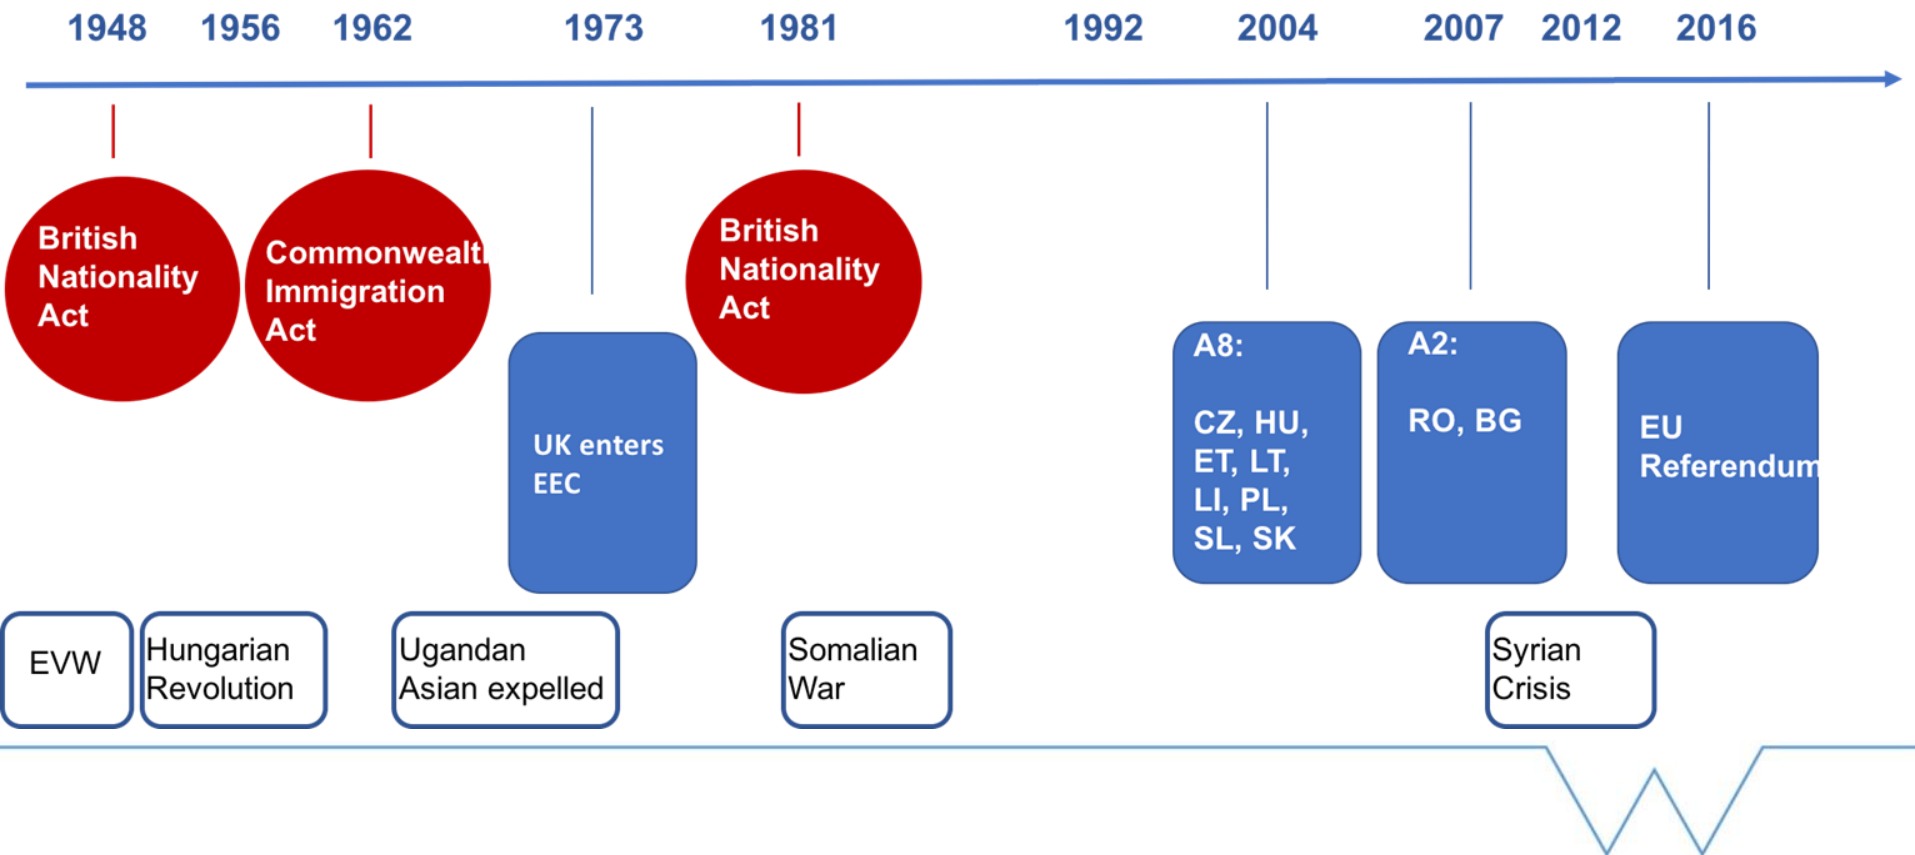 1948 1956 1962 1973 1981 1992 2004 2007 2012 2016
British
Nationality
Act
Commonwealth
Immigration
Act
UK enters
EEC
British
Nationality
Act
A8:
CZ, HU,
ET, LT,
LI, PL,
SL, SK
A2:
RO, BG
EU
Referendum
EVW
Hungarian
Revolution
Ugandan
Asian expelled
Somalian
War
Syrian
Crisis